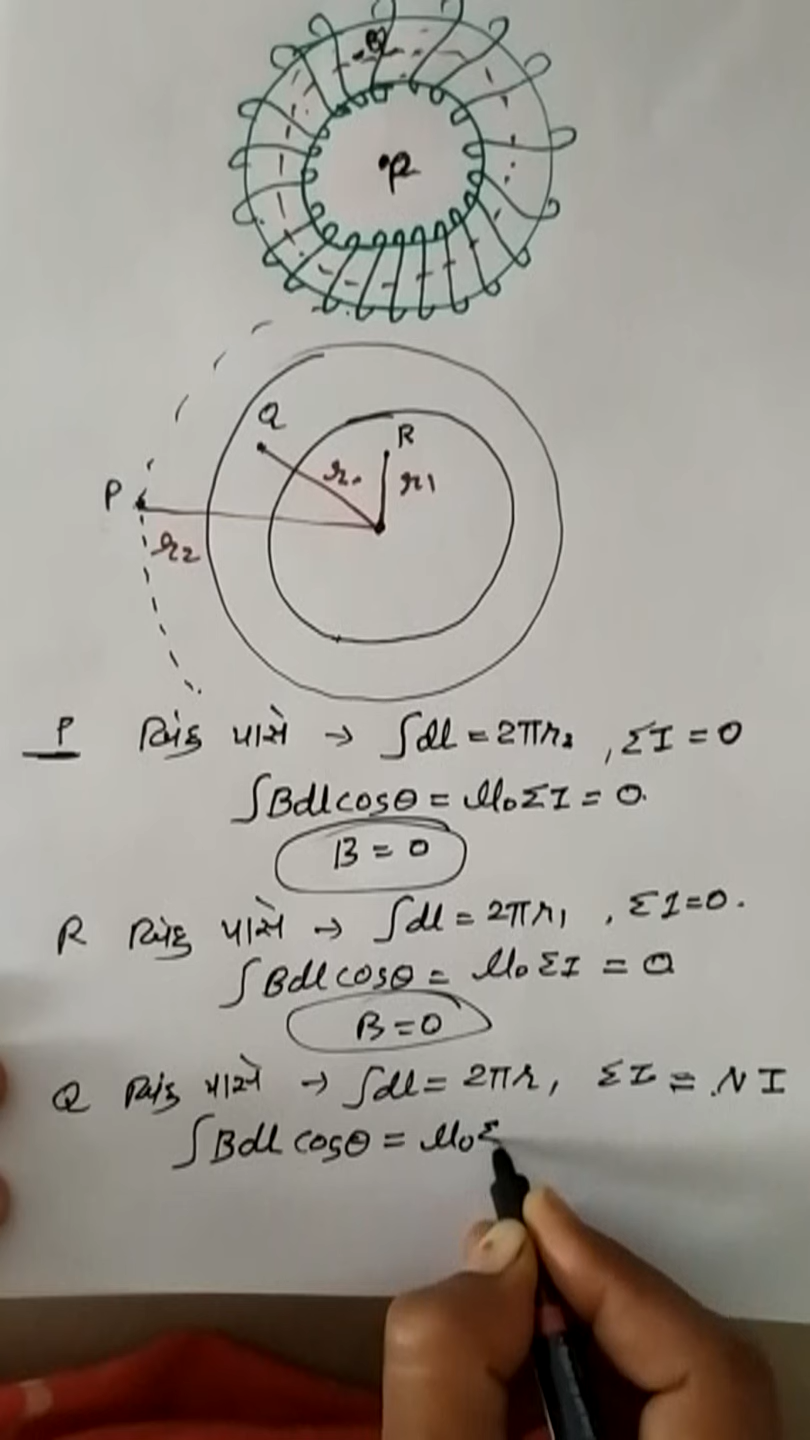 Q
P
Q
R
r.
r1
P
r2
P બિંદુ પાસે → ∫dl = 2πr₂ , ΣI = 0
∫Bdl cosθ = μ₀ΣI = 0.
B = 0
R બિંદુ પાસે → ∫dl = 2πr₁ , ΣI=0.
∫Bdl cosθ = μ₀ΣI = 0
B = 0
Q બિંદુ પાસે → ∫dl = 2πr, ΣI = NI
∫Bdl cosθ = μ₀Σ